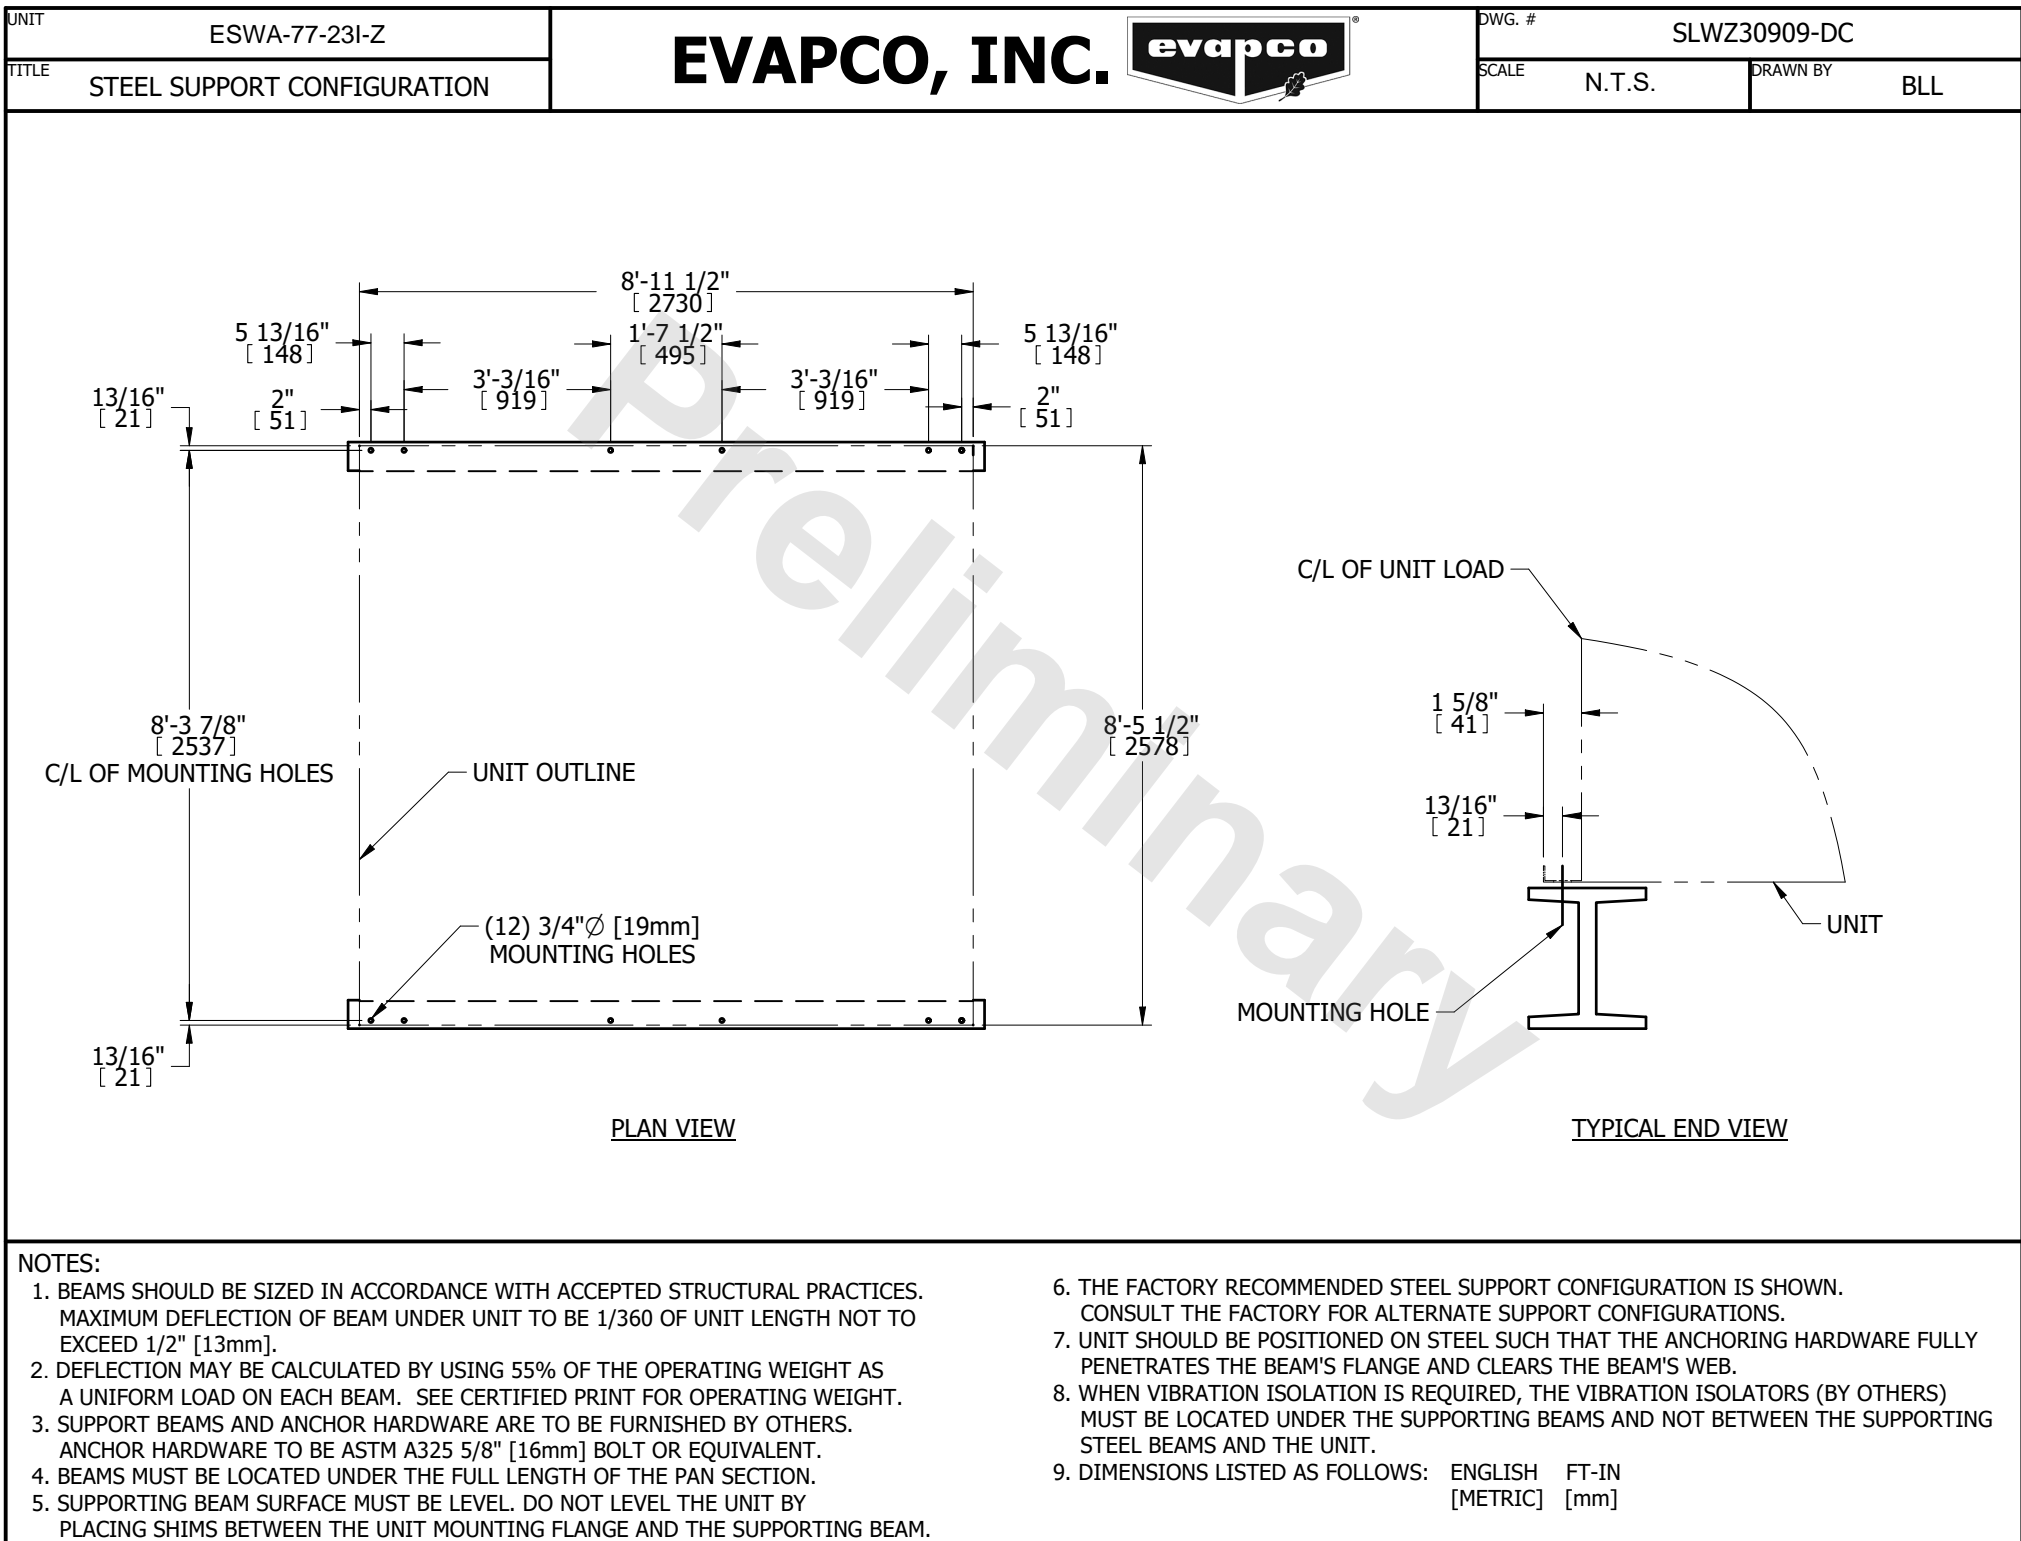 UNIT
ESWA-77-23I-Z
TITLE
STEEL SUPPORT CONFIGURATION
EVAPCO, INC.
evapco
®
DWG. #
SLWZ30909-DC
SCALE
N.T.S.
DRAWN BY
BLL
8'-11 1/2"
[ 2730]
5 13/16"
[ 148]
1'-7 1/2"
[ 495]
5 13/16"
[ 148]
13/16"
[ 21]
2"
[ 51]
3'-3/16"
[ 919]
3'-3/16"
[ 919]
2"
[ 51]
8'-3 7/8"
[ 2537]
C/L OF MOUNTING HOLES
UNIT OUTLINE
8'-5 1/2"
[ 2578]
(12) 3/4"∅ [19mm]
MOUNTING HOLES
13/16"
[ 21]
PLAN VIEW
Preliminary
C/L OF UNIT LOAD
1 5/8"
[ 41]
13/16"
[ 21]
UNIT
MOUNTING HOLE
TYPICAL END VIEW
NOTES:
1. BEAMS SHOULD BE SIZED IN ACCORDANCE WITH ACCEPTED STRUCTURAL PRACTICES.
MAXIMUM DEFLECTION OF BEAM UNDER UNIT TO BE 1/360 OF UNIT LENGTH NOT TO
EXCEED 1/2" [13mm].
2. DEFLECTION MAY BE CALCULATED BY USING 55% OF THE OPERATING WEIGHT AS
A UNIFORM LOAD ON EACH BEAM. SEE CERTIFIED PRINT FOR OPERATING WEIGHT.
3. SUPPORT BEAMS AND ANCHOR HARDWARE ARE TO BE FURNISHED BY OTHERS.
ANCHOR HARDWARE TO BE ASTM A325 5/8" [16mm] BOLT OR EQUIVALENT.
4. BEAMS MUST BE LOCATED UNDER THE FULL LENGTH OF THE PAN SECTION.
5. SUPPORTING BEAM SURFACE MUST BE LEVEL. DO NOT LEVEL THE UNIT BY
PLACING SHIMS BETWEEN THE UNIT MOUNTING FLANGE AND THE SUPPORTING BEAM.
6. THE FACTORY RECOMMENDED STEEL SUPPORT CONFIGURATION IS SHOWN.
CONSULT THE FACTORY FOR ALTERNATE SUPPORT CONFIGURATIONS.
7. UNIT SHOULD BE POSITIONED ON STEEL SUCH THAT THE ANCHORING HARDWARE FULLY
PENETRATES THE BEAM'S FLANGE AND CLEARS THE BEAM'S WEB.
8. WHEN VIBRATION ISOLATION IS REQUIRED, THE VIBRATION ISOLATORS (BY OTHERS)
MUST BE LOCATED UNDER THE SUPPORTING BEAMS AND NOT BETWEEN THE SUPPORTING
STEEL BEAMS AND THE UNIT.
9. DIMENSIONS LISTED AS FOLLOWS: ENGLISH FT-IN
[METRIC] [mm]